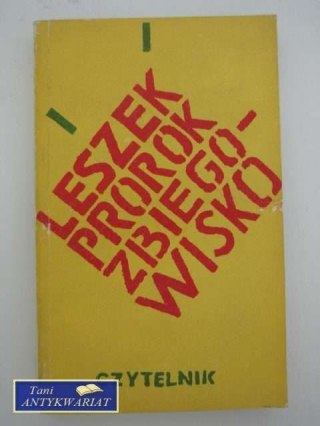 LESZEK
PROROK
ZBIEGO-
WISKO
CZYTELNIK
Tani
ANTYKWARIAT